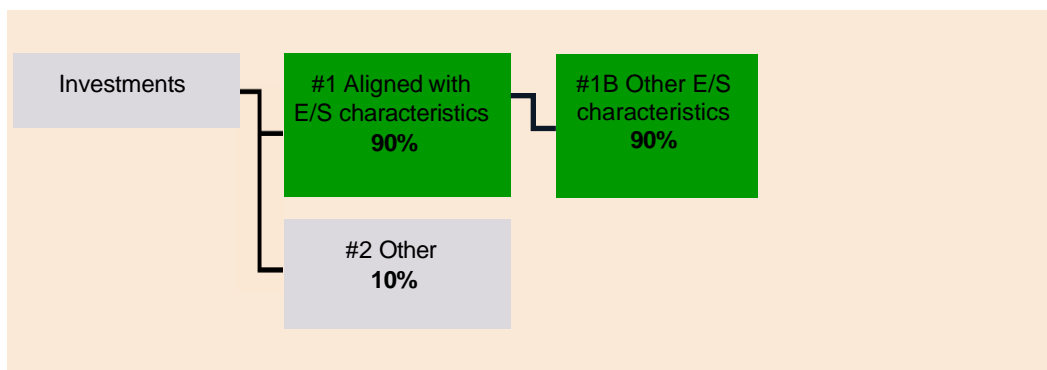 Investments
#1 Aligned with
E/S characteristics
90%
#1B Other E/S
characteristics
90%
#2 Other
10%